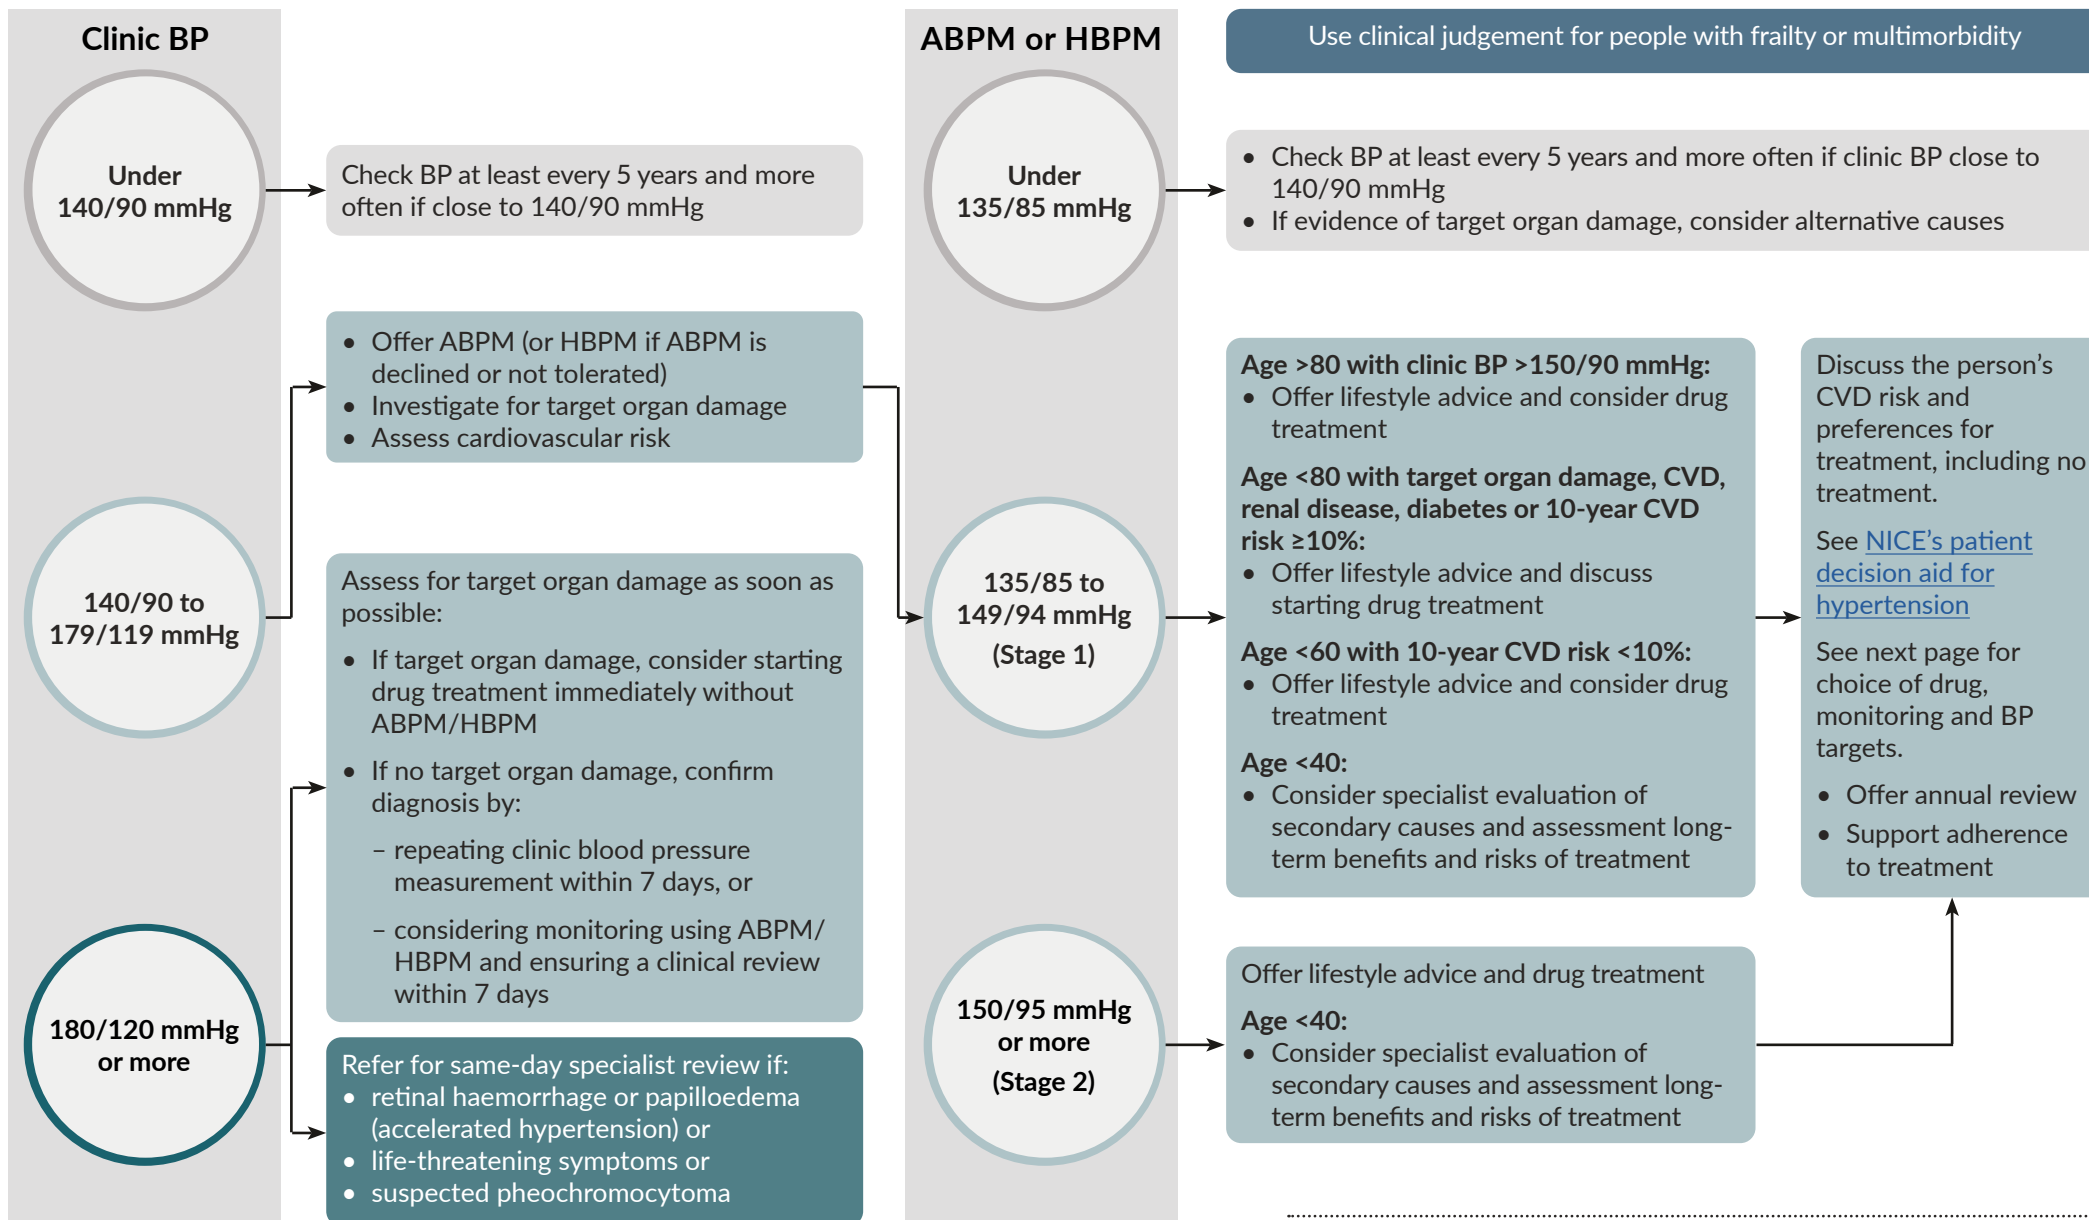 Clinic BP
Under
140/90 mmHg
Check BP at least every 5 years and more
often if close to 140/90 mmHg
• Offer ABPM (or HBPM if ABPM is
declined or not tolerated)
• Investigate for target organ damage
• Assess cardiovascular risk
140/90 to
179/119 mmHg
Assess for target organ damage as soon as
possible:
• If target organ damage, consider starting
drug treatment immediately without
ABPM/HBPM
• If no target organ damage, confirm
diagnosis by:
– repeating clinic blood pressure
measurement within 7 days, or
– considering monitoring using ABPM/
HBPM and ensuring a clinical review
within 7 days
180/120 mmHg
or more
Refer for same-day specialist review if:
• retinal haemorrhage or papilloedema
(accelerated hypertension) or
• life-threatening symptoms or
• suspected pheochromocytoma
ABPM or HBPM
Use clinical judgement for people with frailty or multimorbidity
Under
135/85 mmHg
• Check BP at least every 5 years and more often if clinic BP close to
140/90 mmHg
• If evidence of target organ damage, consider alternative causes
135/85 to
149/94 mmHg
(Stage 1)
Age >80 with clinic BP >150/90 mmHg:
• Offer lifestyle advice and consider drug
treatment
Age <80 with target organ damage, CVD,
renal disease, diabetes or 10-year CVD
risk ≥10%:
• Offer lifestyle advice and discuss
starting drug treatment
Age <60 with 10-year CVD risk <10%:
• Offer lifestyle advice and consider drug
treatment
Age <40:
• Consider specialist evaluation of
secondary causes and assessment long-
term benefits and risks of treatment
Discuss the person's
CVD risk and
preferences for
treatment, including no
treatment.
See NICE's patient
decision aid for
hypertension
See next page for
choice of drug,
monitoring and BP
targets.
• Offer annual review
• Support adherence
to treatment
150/95 mmHg
or more
(Stage 2)
Offer lifestyle advice and drug treatment
Age <40:
• Consider specialist evaluation of
secondary causes and assessment long-
term benefits and risks of treatment